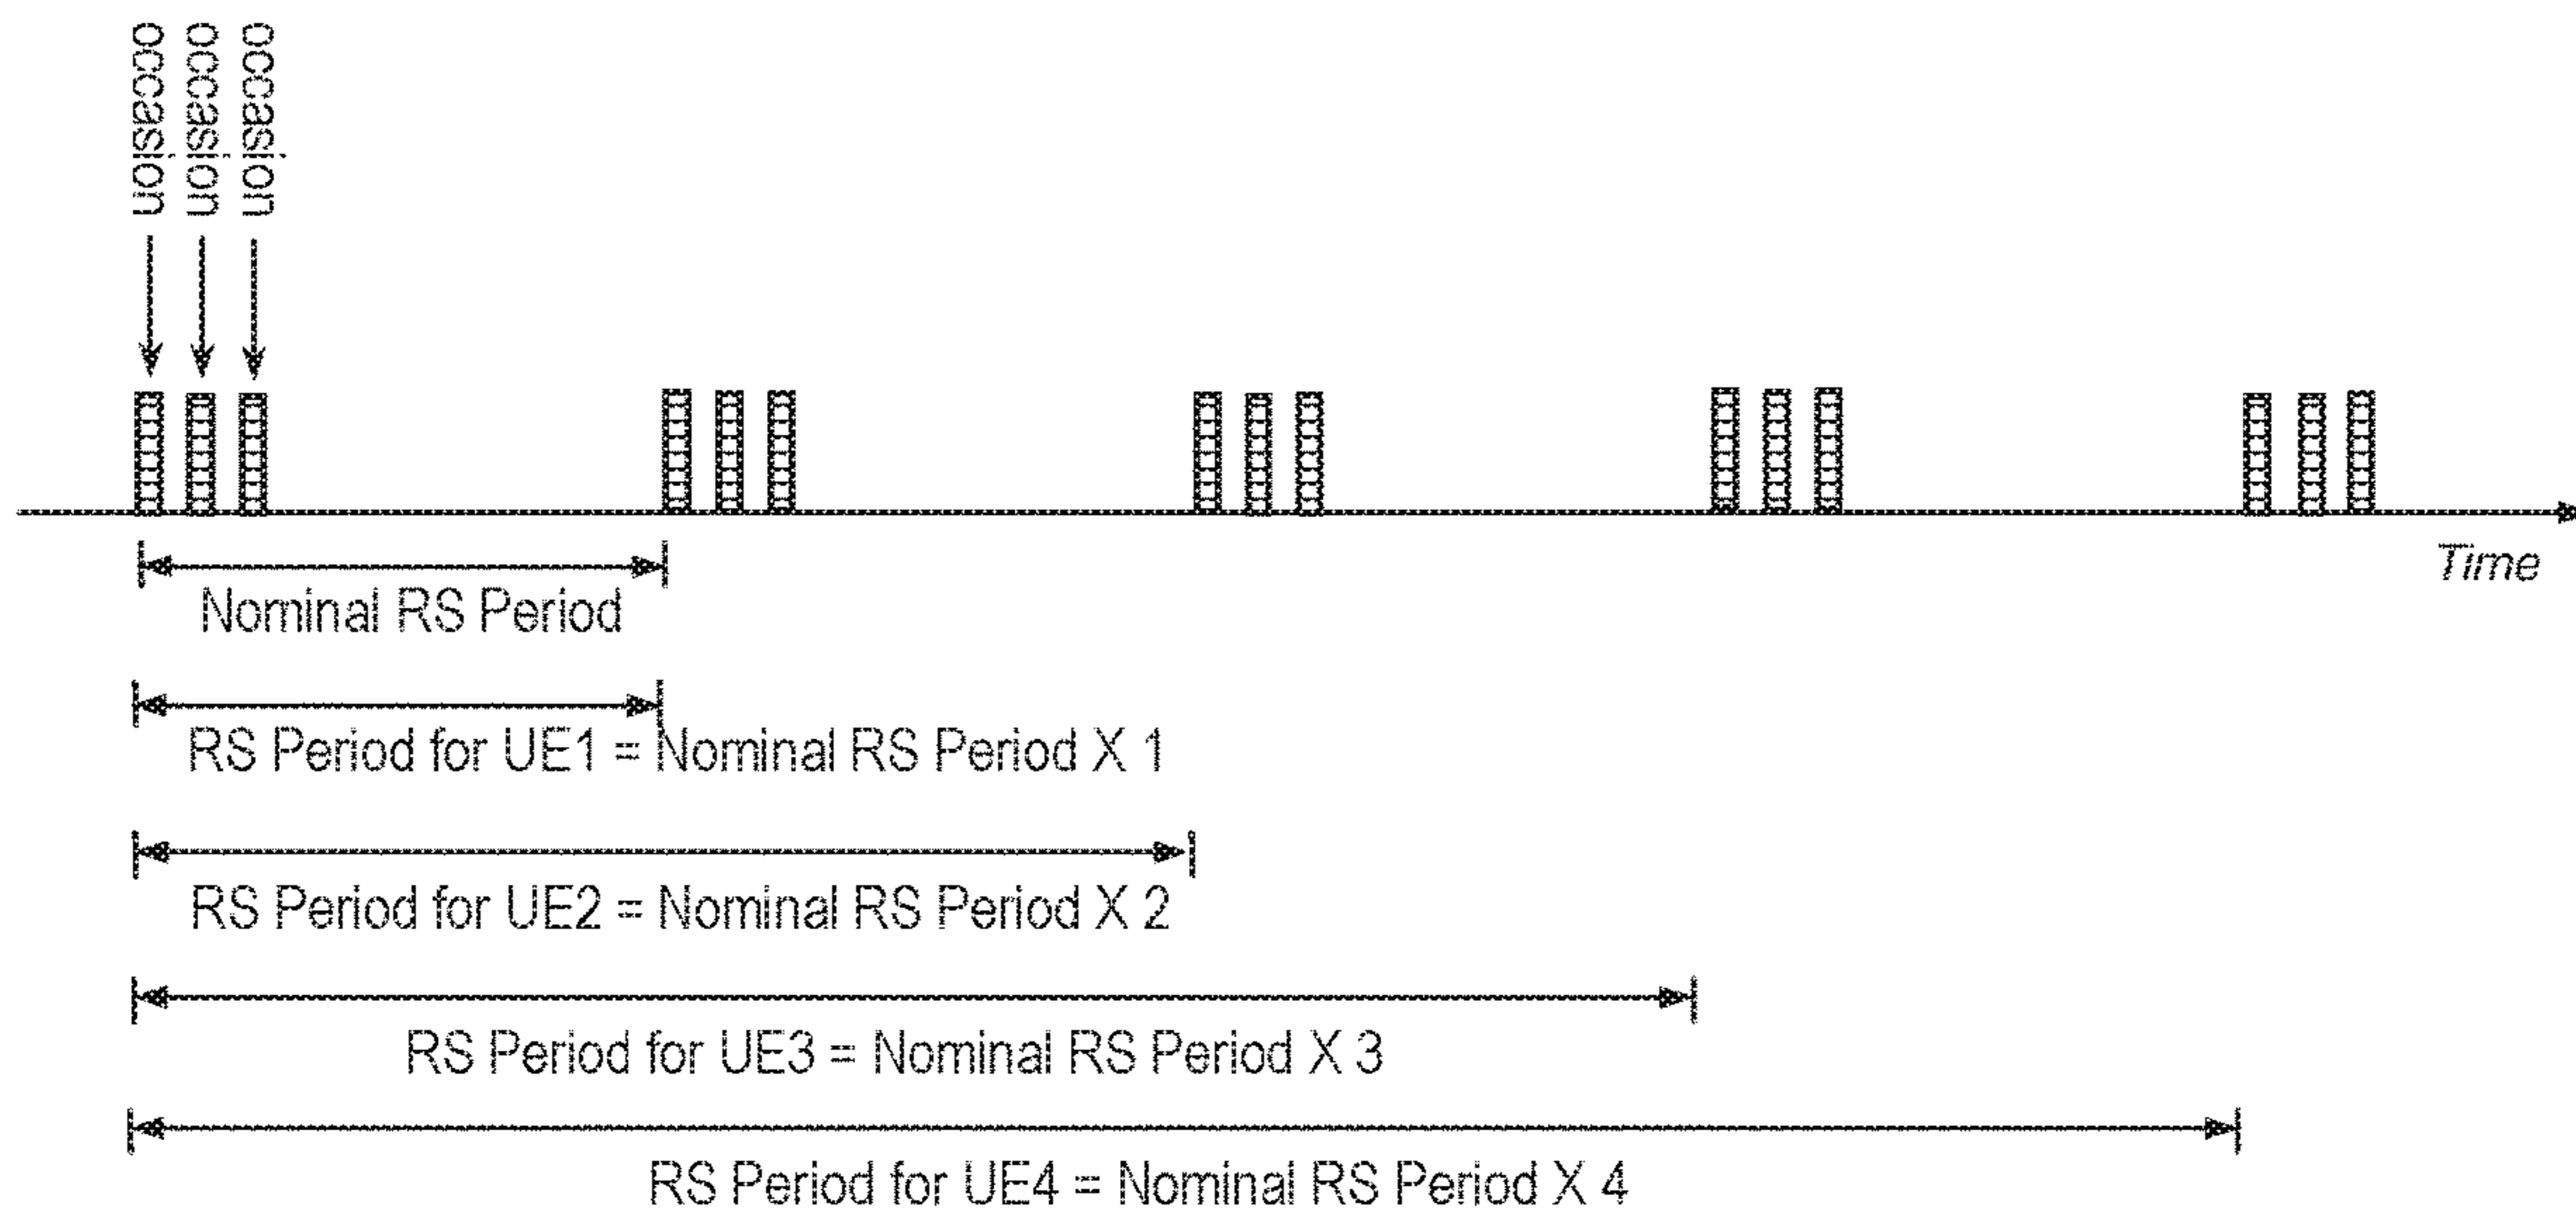 occasion
occasion
occasion
Time
Nominal RS Period
RS Period for UE1 = Nominal RS Period X 1
RS Period for UE2 = Nominal RS Period X 2
RS Period for UE3 = Nominal RS Period X 3
RS Period for UE4 = Nominal RS Period X 4